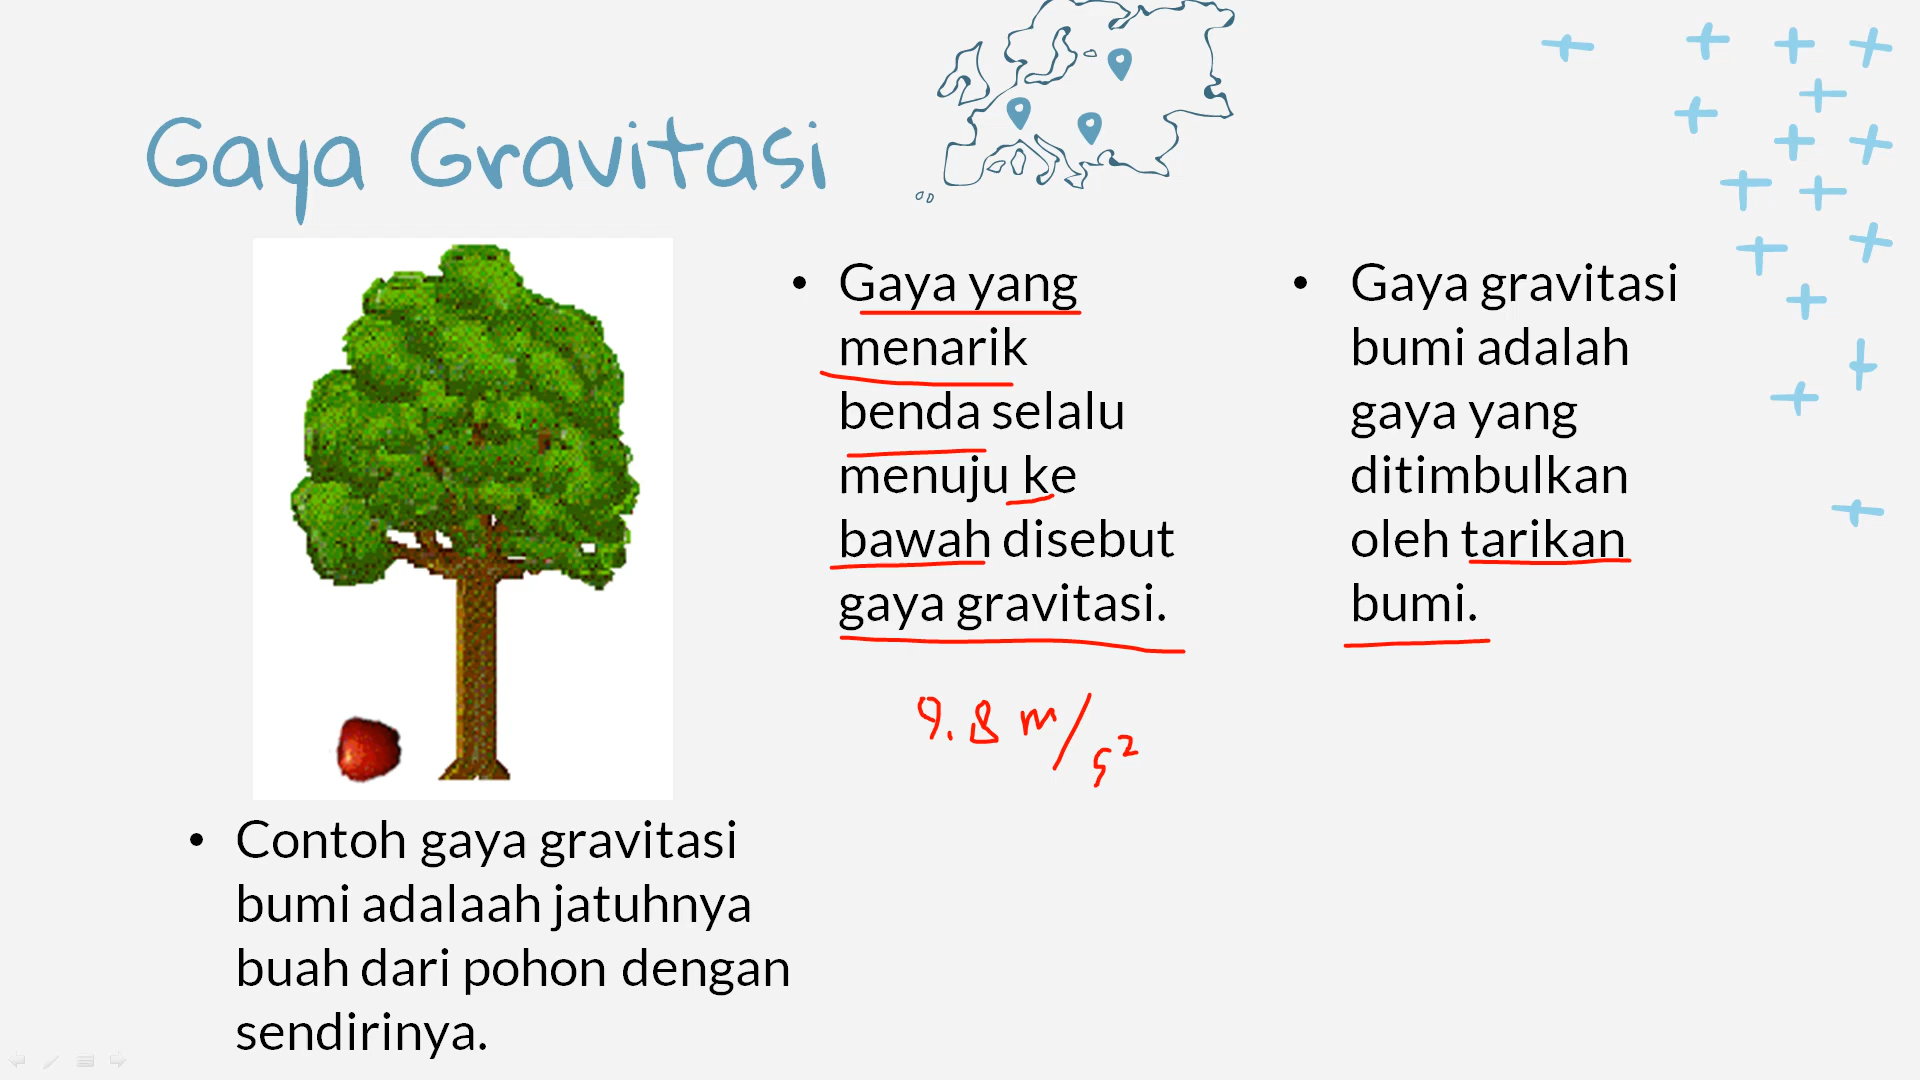 Gaya Gravitasi
• Gaya yang
menarik
benda selalu
menuju ke
bawah disebut
gaya gravitasi.
9.8 m/s²
• Gaya gravitasi
bumi adalah
gaya yang
ditimbulkan
oleh tarikan
bumi.
• Contoh gaya gravitasi
bumi adalaah jatuhnya
buah dari pohon dengan
sendirinya.